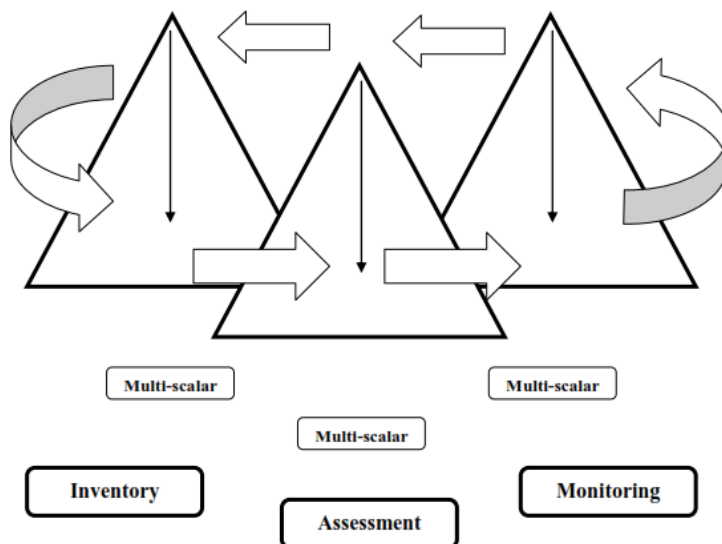 Multi-scalar
Multi-scalar
Multi-scalar
Inventory
Monitoring
Assessment